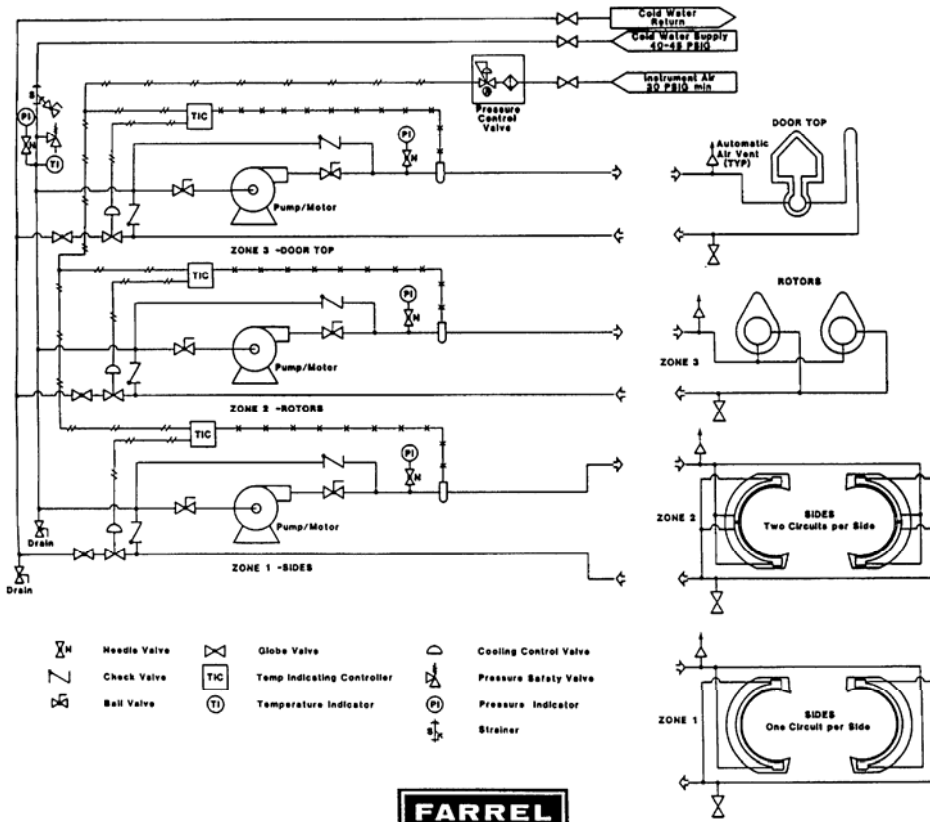 Cold Water
Return
Cold Water Supply
40-45 PSIG
Instrument Air
30 PSIG min
Pressure
Control
Valve
S
PI
N
TI
TIC
PI
N
Pump/Motor
ZONE 3 -DOOR TOP
TIC
PI
N
Pump/Motor
ZONE 2 -ROTORS
TIC
PI
N
Pump/Motor
ZONE 1 -SIDES
Drain
Drain
DOOR TOP
Automatic
Air Vent
(TYP)
ROTORS
ZONE 3
ZONE 2
SIDES
Two Circuits per Side
ZONE 1
SIDES
One Circuit per Side
N Needle Valve
Globe Valve
Cooling Control Valve
Check Valve
TIC Temp Indicating Controller
Pressure Safety Valve
Ball Valve
TI Temperature Indicator
PI Pressure Indicator
S Strainer
FARREL